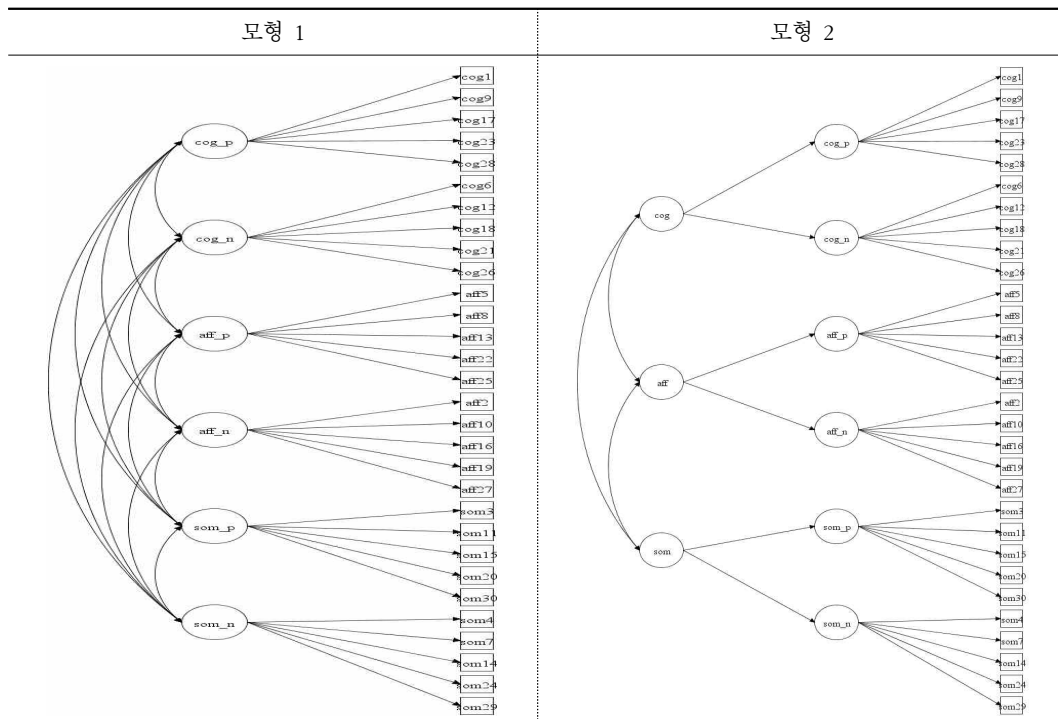 모형 1
모형 2
cog1
cog9
cog17
cog_p
cog23
cog28
cog6
cog12
cog18
cog_n
cog21
cog26
aff5
aff8
aff_p
aff13
aff22
aff25
aff2
aff10
aff_n
aff16
aff19
aff27
som3
som11
som_p
som15
som20
som30
som4
som7
som_n
som14
som24
som29
cog1
cog9
cog17
cog_p
cog23
cog28
cog6
cog
cog12
cog18
cog_n
cog21
cog26
aff5
aff8
aff_p
aff13
aff22
aff
aff25
aff2
aff10
aff_n
aff16
aff19
aff27
som3
som11
som_p
som15
som
som20
som30
som4
som7
som_n
som14
som24
som29